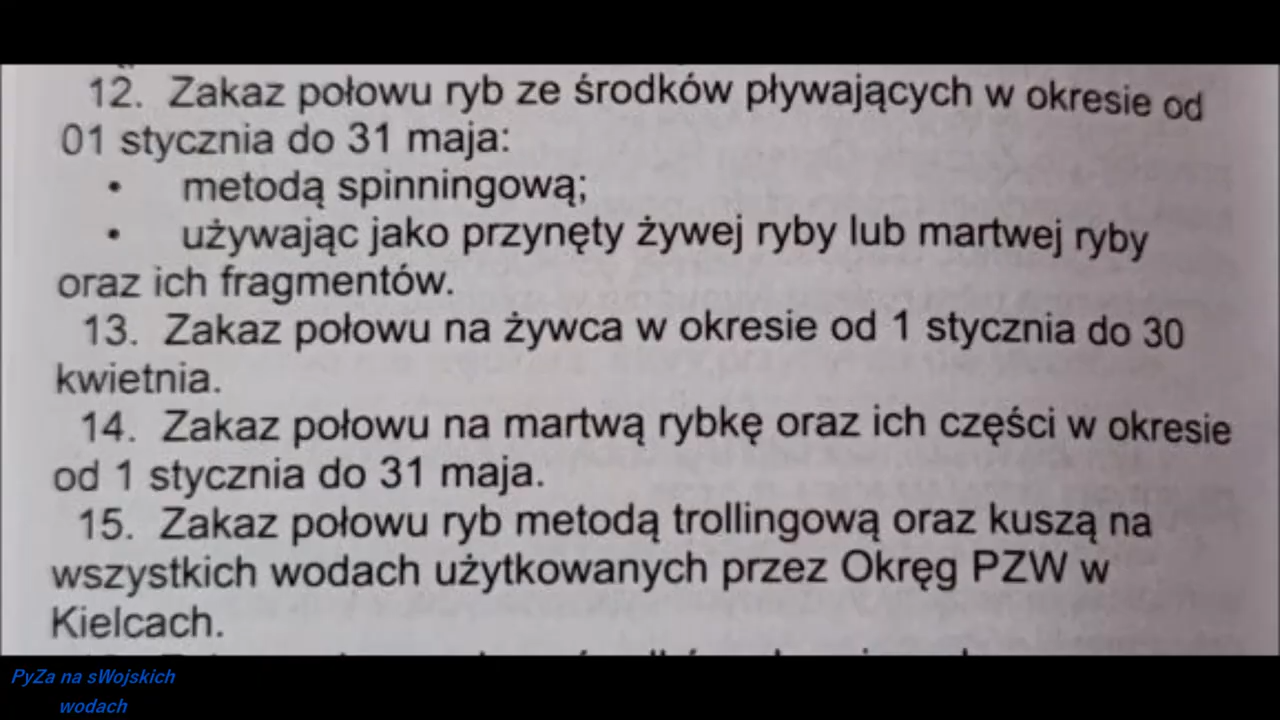 12. Zakaz połowu ryb ze środków pływających w okresie od
01 stycznia do 31 maja:
• metodą spinningową;
• używając jako przynęty żywej ryby lub martwej ryby
oraz ich fragmentów.
13. Zakaz połowu na żywca w okresie od 1 stycznia do 30
kwietnia.
14. Zakaz połowu na martwą rybkę oraz ich części w okresie
od 1 stycznia do 31 maja.
15. Zakaz połowu ryb metodą trollingową oraz kuszą na
wszystkich wodach użytkowanych przez Okręg PZW w
Kielcach.
PyZa na sWojskich
wodach